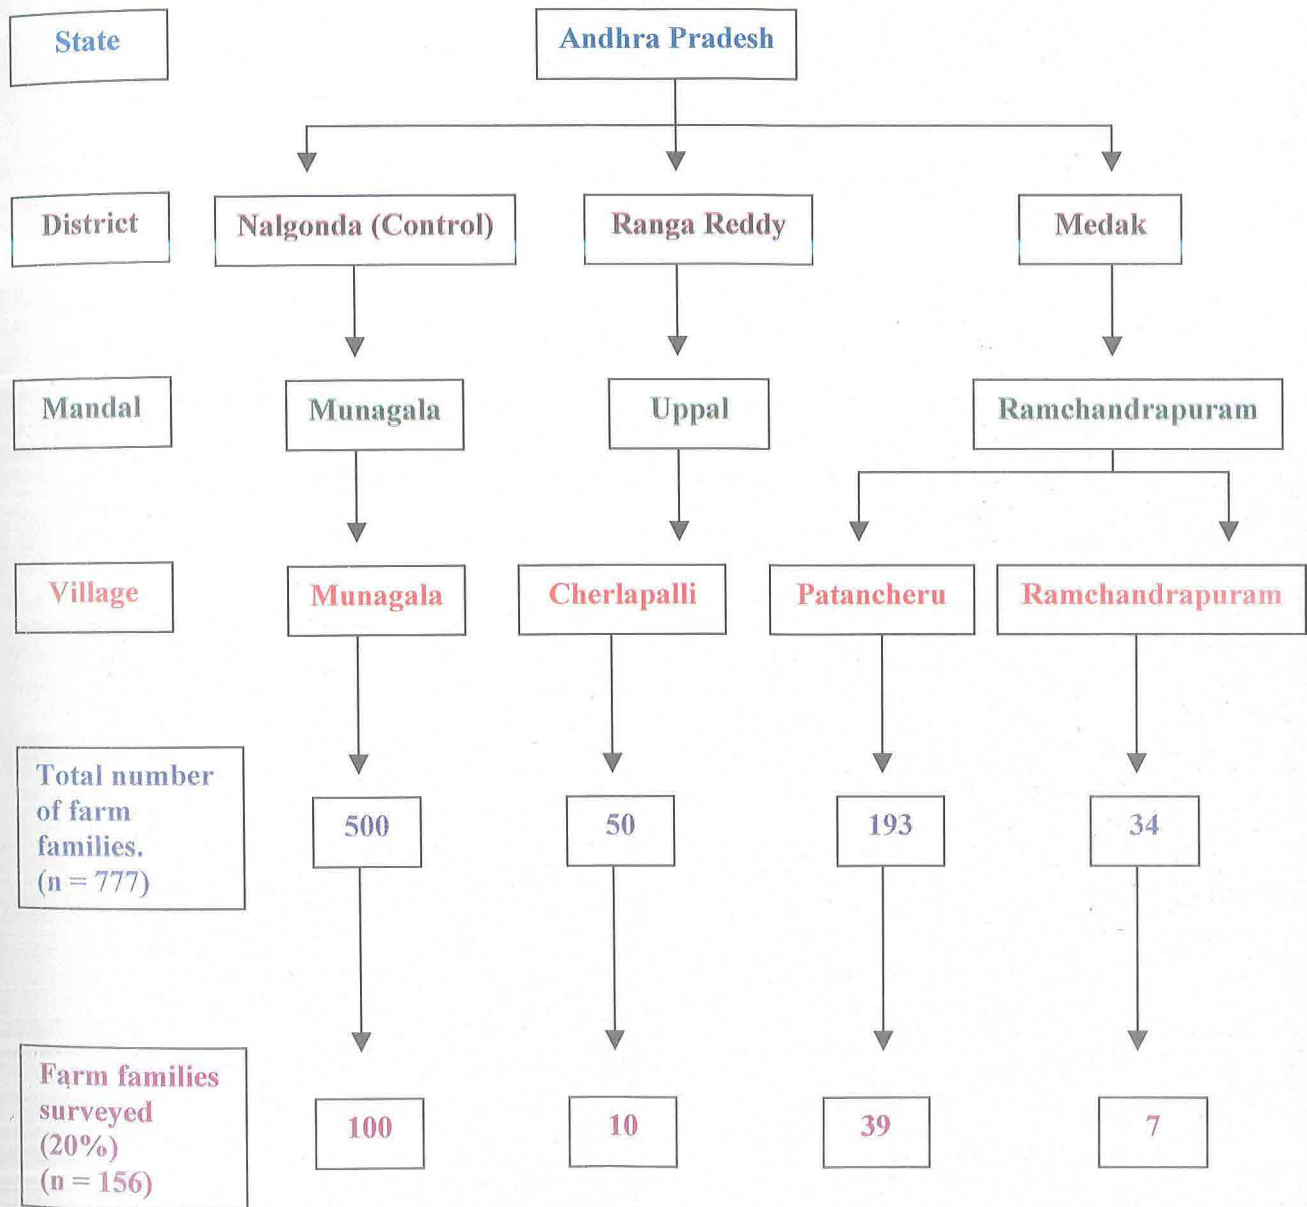 State
Andhra Pradesh
District
Nalgonda (Control)
Ranga Reddy
Medak
Mandal
Munagala
Uppal
Ramchandrapuram
Village
Munagala
Cherlapalli
Patancheru
Ramchandrapuram
Total number
of farm
families.
(n = 777)
500
50
193
34
Farm families
surveyed
(20%)
(n = 156)
100
10
39
7